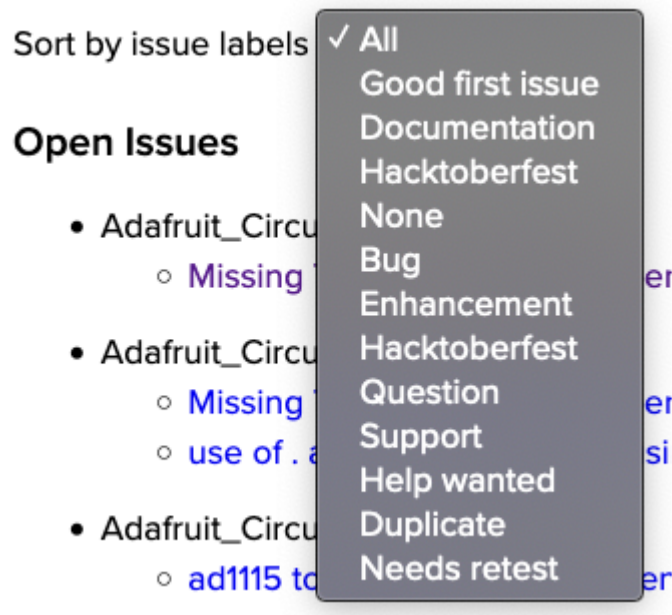 Sort by issue labels
✓ All
Good first issue
Documentation
Hacktoberfest
None
Bug
Enhancement
Hacktoberfest
Question
Support
Help wanted
Duplicate
Needs retest
Open Issues
Adafruit_Circu
Missing
Adafruit_Circu
Missing
use of . a
Adafruit_Circu
ad1115 to